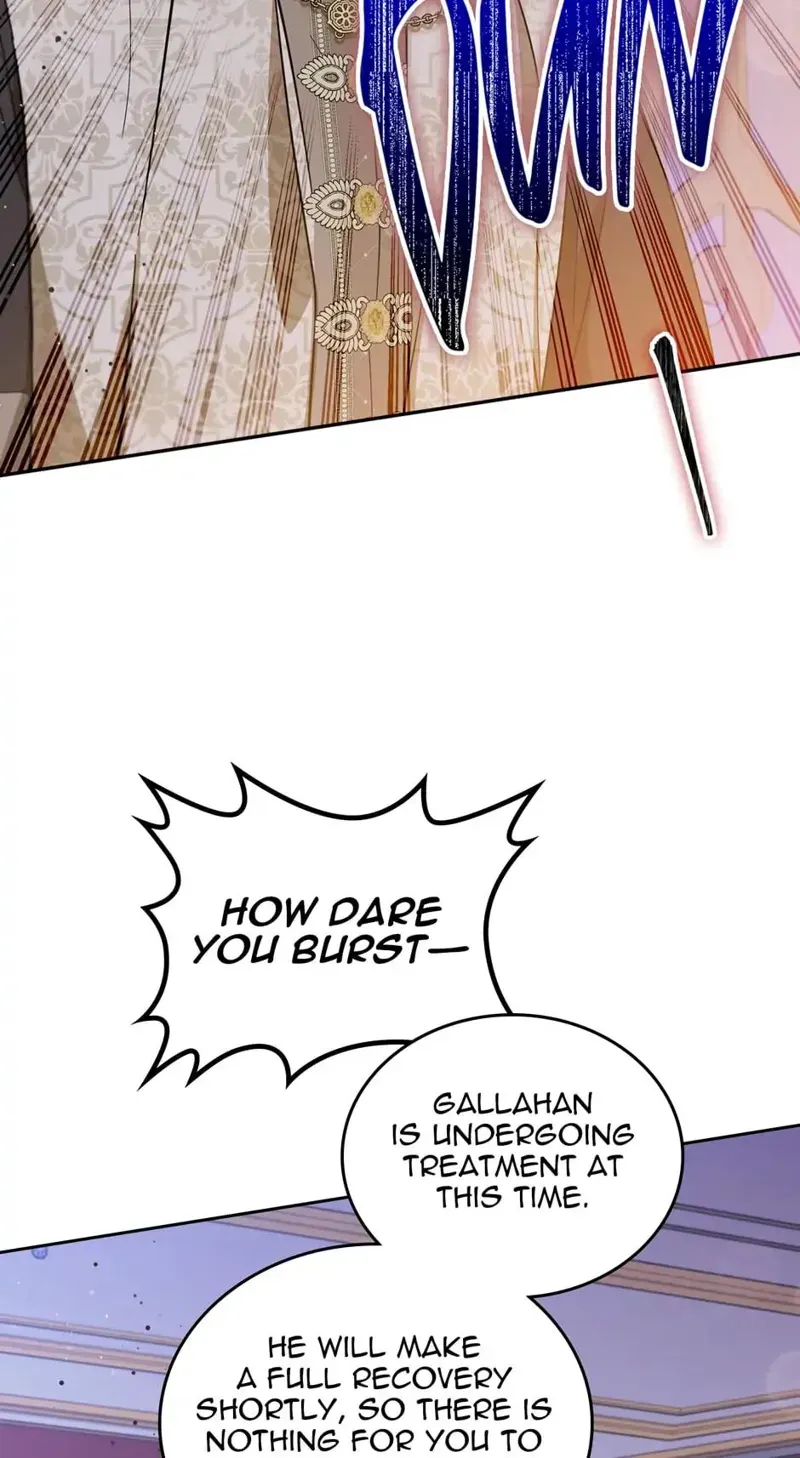 DUN
HOW DARE
YOU BURST—
GALLAHAN
IS UNDERGOING
TREATMENT AT
THIS TIME.
HE WILL MAKE
A FULL RECOVERY
SHORTLY, SO THERE IS
NOTHING FOR YOU TO